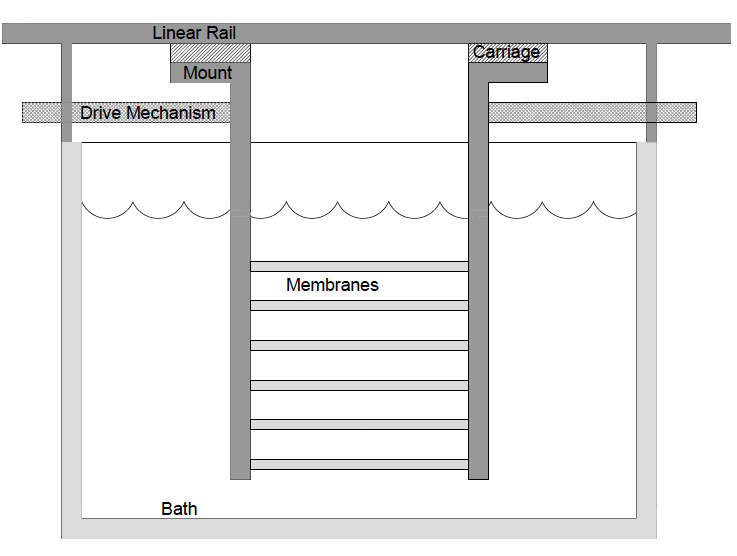 Linear Rail
Carriage
Mount
Drive Mechanism
Membranes
Bath